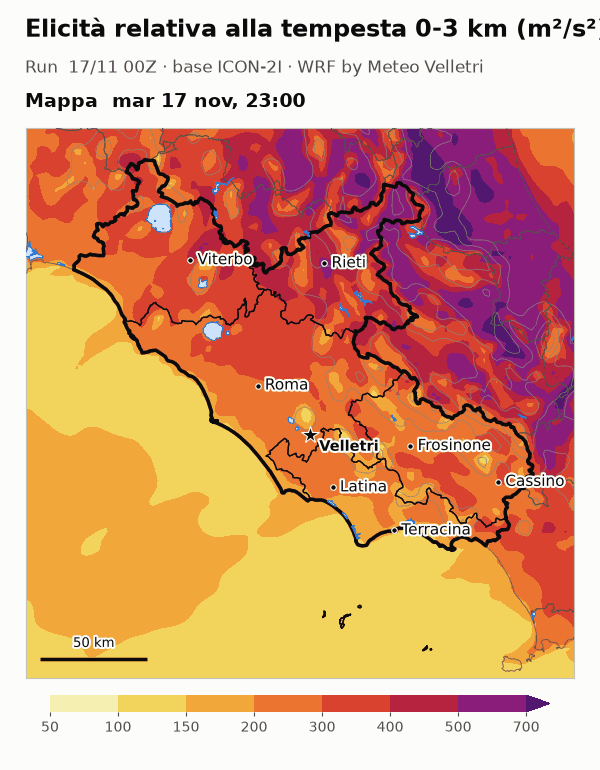 Elicità relativa alla tempesta 0-3 km (m²/s²)
Run 17/11 00Z · base ICON-2I · WRF by Meteo Velletri
Mappa mar 17 nov, 23:00
Viterbo
Rieti
Roma
Velletri
Frosinone
Latina
Cassino
Terracina
50 km
50 100 150 200 300 400 500 700